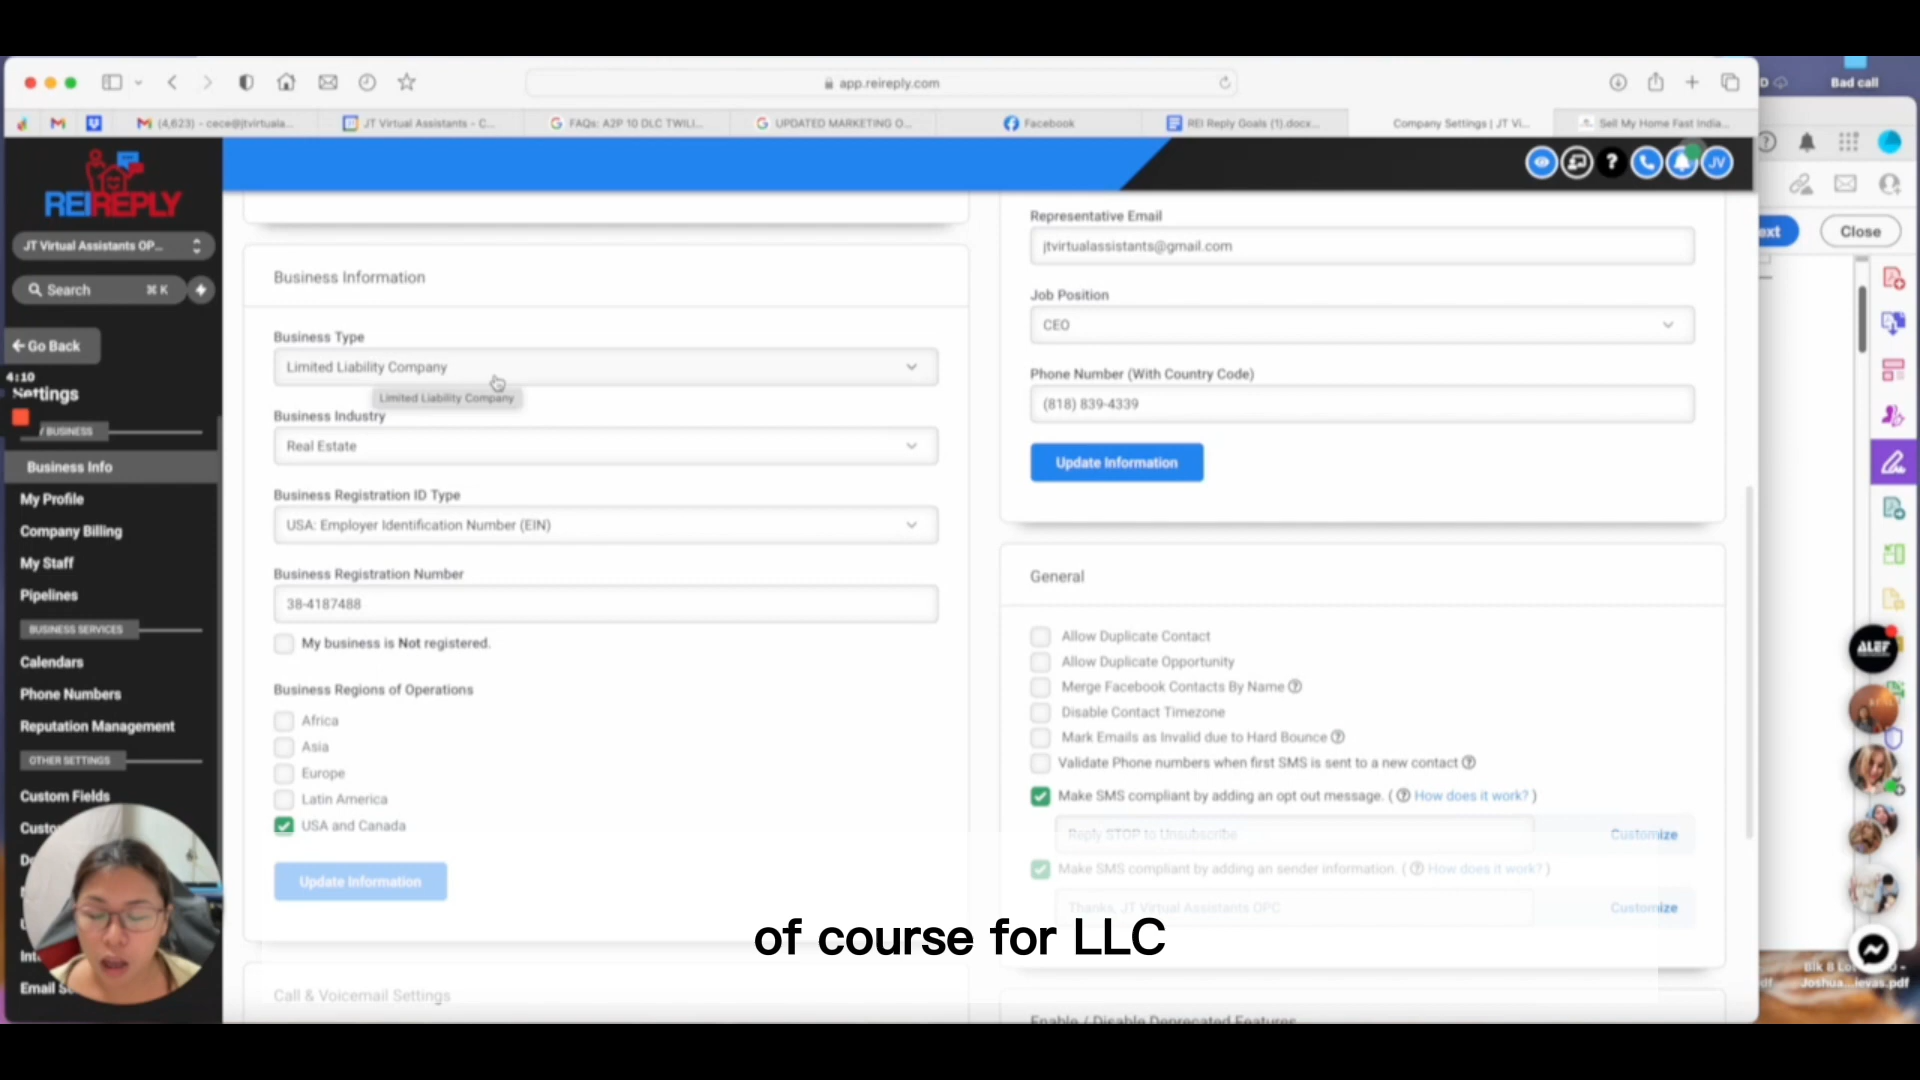 Bad call
app.reireply.com
(4,623) - cece@jtvirtuala...
JT Virtual Assistants - C...
FAQs: A2P 10 DLC TWILI...
UPDATED MARKETING O...
Facebook
REI Reply Goals (1).docx...
Company Settings | JT Vi...
Sell My Home Fast India...
REIREPLY
JV
JT Virtual Assistants OP...
Search ⌘ K
Go Back
4:10
Settings
BUSINESS
Business Info
My Profile
Company Billing
My Staff
Pipelines
BUSINESS SERVICES
Calendars
Phone Numbers
Reputation Management
OTHER SETTINGS
Custom Fields
Email S
Business Information
Business Type
Limited Liability Company
Limited Liability Company
Business Industry
Real Estate
Business Registration ID Type
USA: Employer Identification Number (EIN)
Business Registration Number
38-4187488
My business is Not registered.
Business Regions of Operations
Africa
Asia
Europe
Latin America
USA and Canada
Update Information
Call & Voicemail Settings
Representative Email
jtvirtualassistants@gmail.com
Job Position
CEO
Phone Number (With Country Code)
(818) 839-4339
Update Information
General
Allow Duplicate Contact
Allow Duplicate Opportunity
Merge Facebook Contacts By Name
Disable Contact Timezone
Mark Emails as Invalid due to Hard Bounce
Validate Phone numbers when first SMS is sent to a new contact
Make SMS compliant by adding an opt out message. ( How does it work? )
Reply STOP to Unsubscribe
Customize
Make SMS compliant by adding an sender information. ( How does it work? )
Thanks, JT Virtual Assistants OPC
Customize
Enable / Disable Deprecated Features
Close
ALEF
of course for LLC